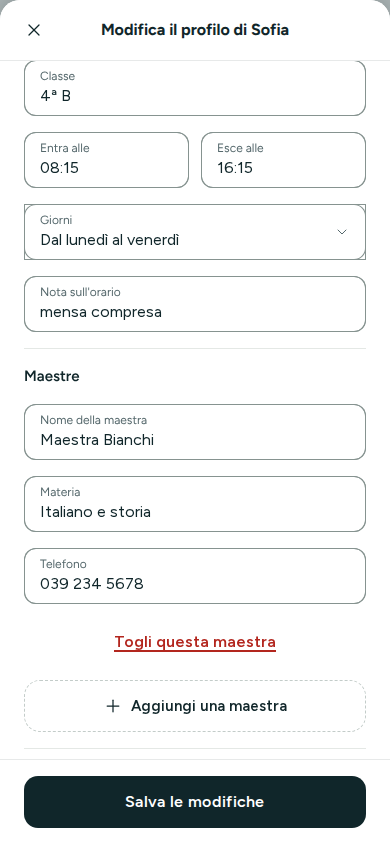 Modifica il profilo di Sofia
Classe
4ª B
Entra alle
08:15
Esce alle
16:15
Giorni
Dal lunedì al venerdì
Nota sull'orario
mensa compresa
Maestre
Nome della maestra
Maestra Bianchi
Materia
Italiano e storia
Telefono
039 234 5678
Togli questa maestra
Aggiungi una maestra
Salva le modifiche